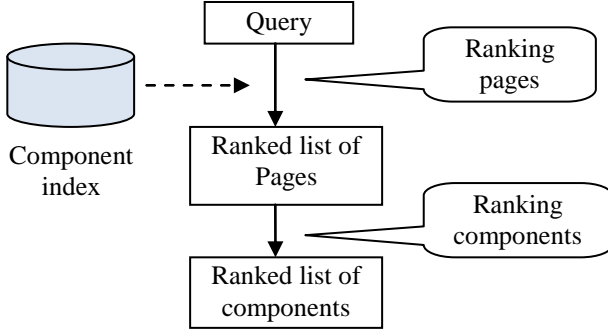 Query
Ranking
pages
Component
index
Ranked list of
Pages
Ranking
components
Ranked list of
components